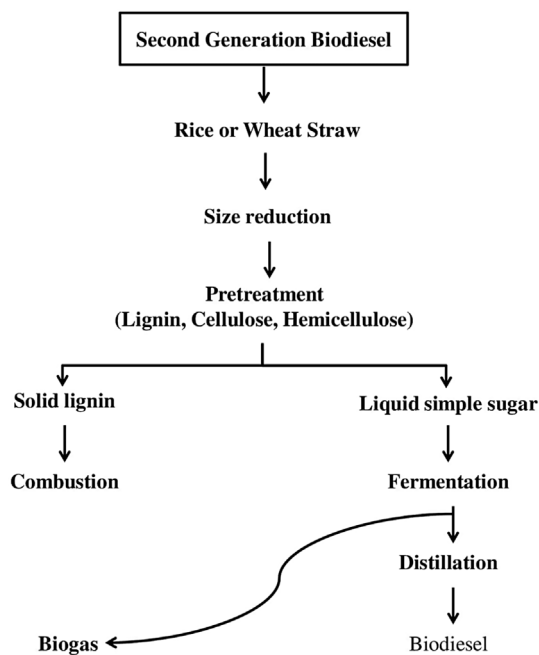 Second Generation Biodiesel
Rice or Wheat Straw
Size reduction
Pretreatment
(Lignin, Cellulose, Hemicellulose)
Solid lignin
Liquid simple sugar
Combustion
Fermentation
Distillation
Biogas
Biodiesel